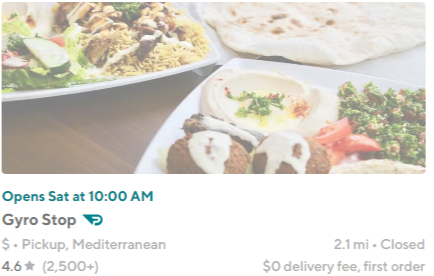 Opens Sat at 10:00 AM
Gyro Stop
$ • Pickup, Mediterranean 2.1 mi • Closed
4.6★ (2,500+) $0 delivery fee, first order